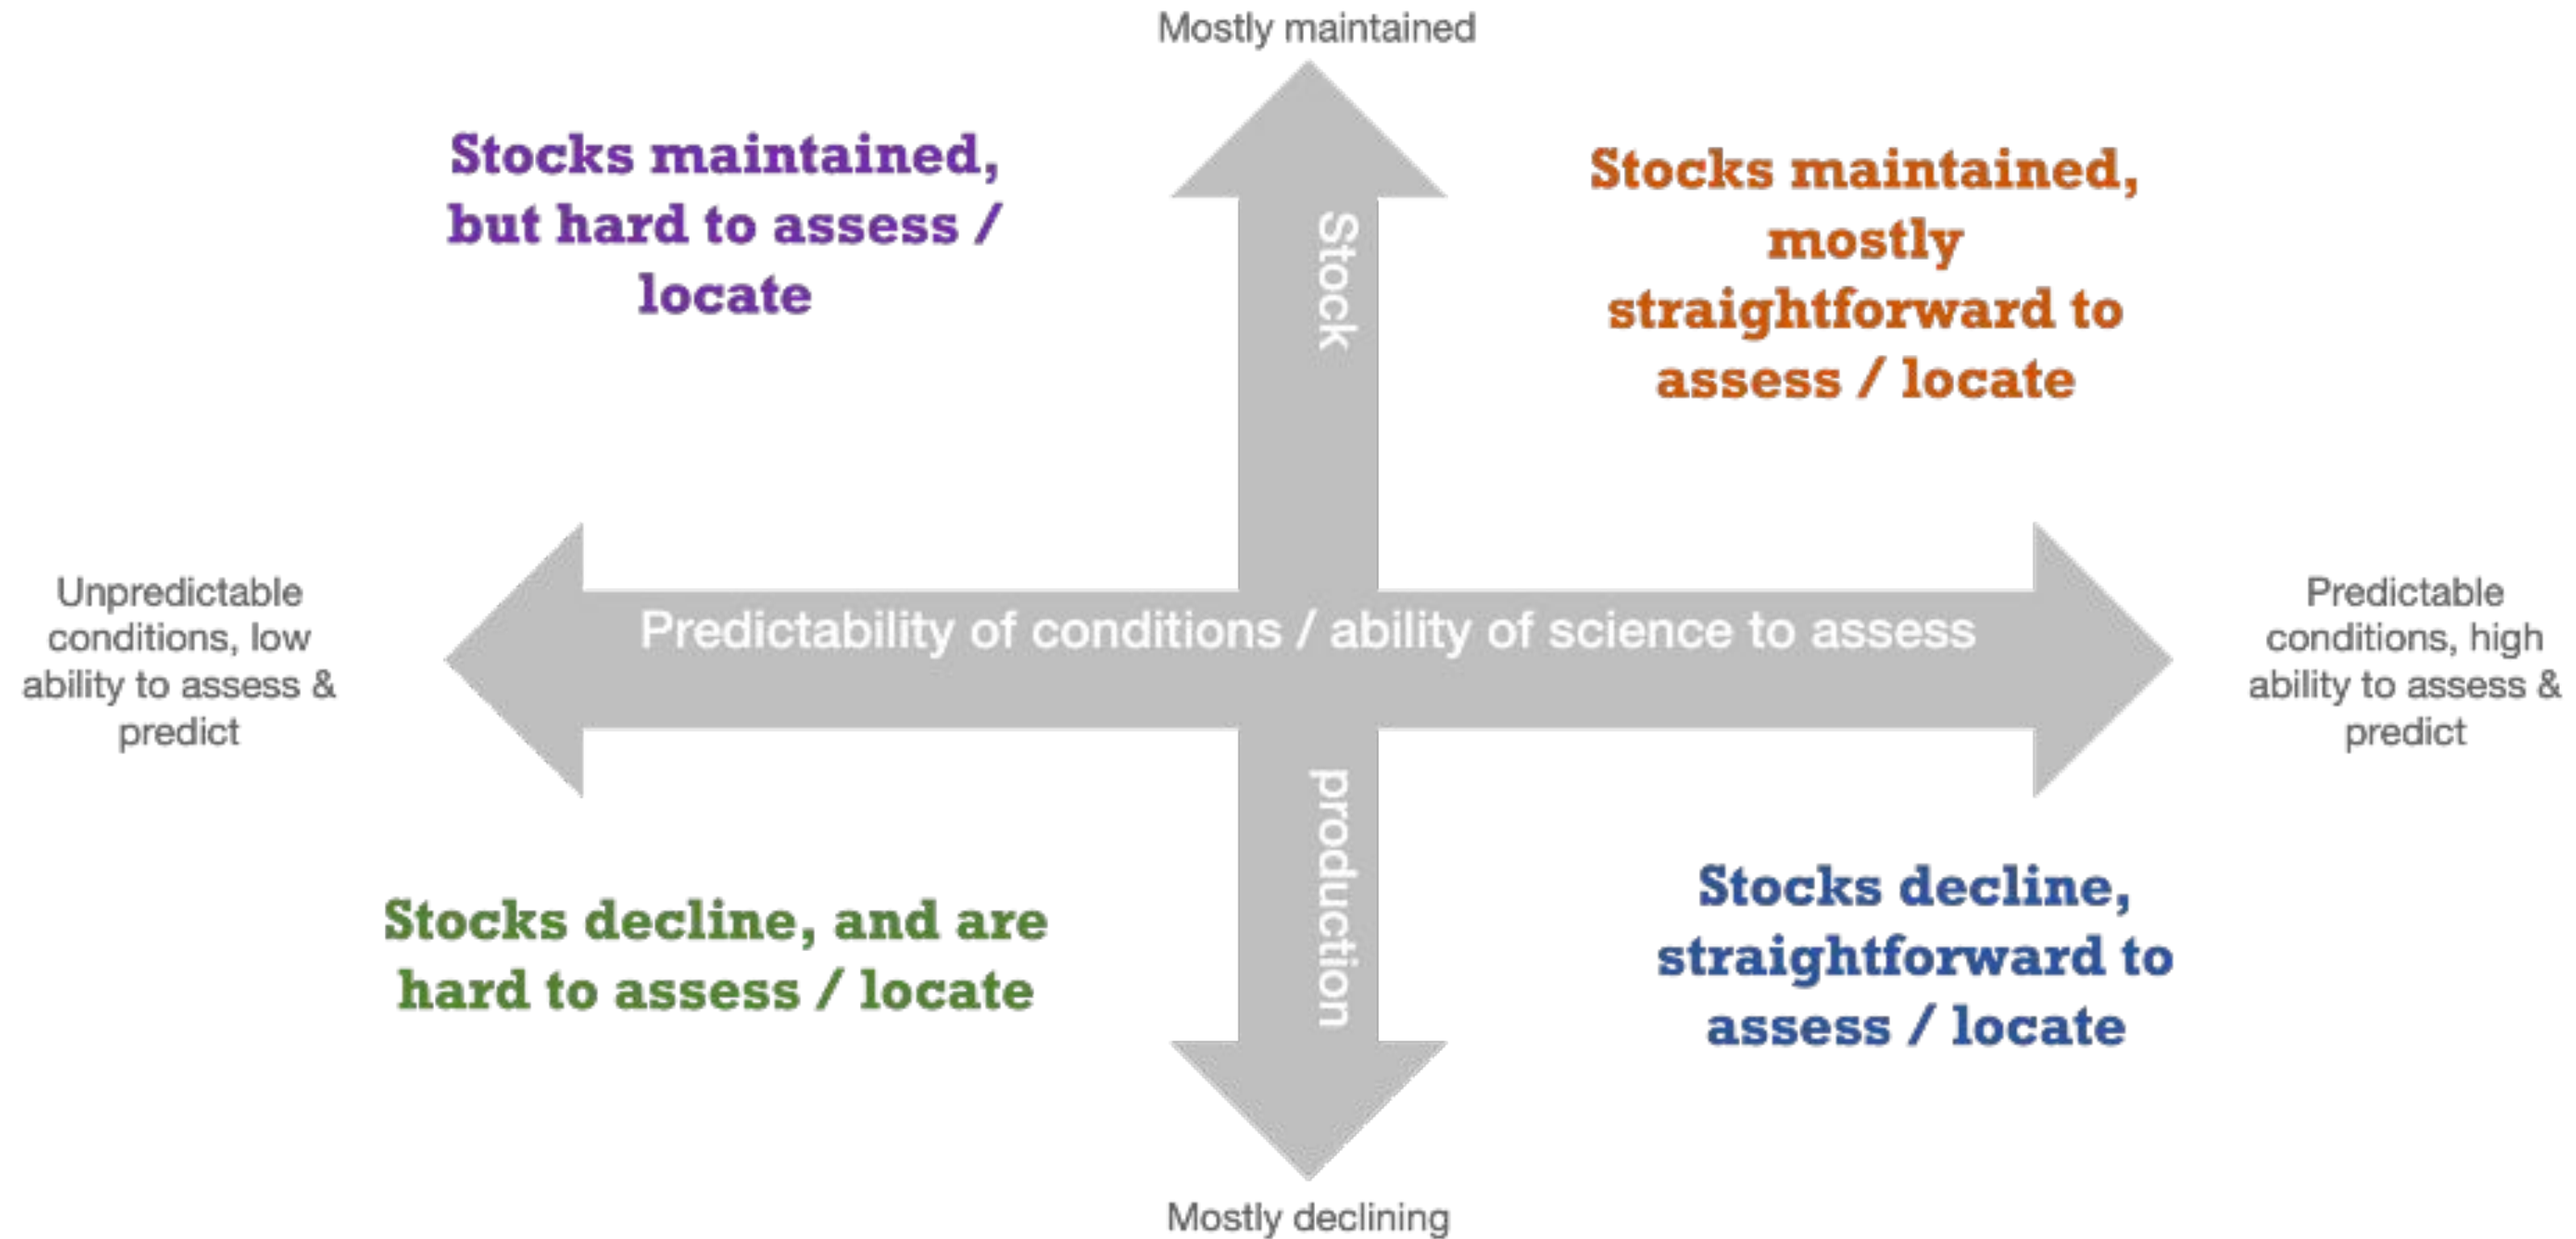 Mostly maintained
Stocks maintained,
but hard to assess /
locate
Stocks maintained,
mostly
straightforward to
assess / locate
Stock
Unpredictable
conditions, low
ability to assess &
predict
Predictability of conditions / ability of science to assess
Predictable
conditions, high
ability to assess &
predict
production
Stocks decline, and are
hard to assess / locate
Stocks decline,
straightforward to
assess / locate
Mostly declining